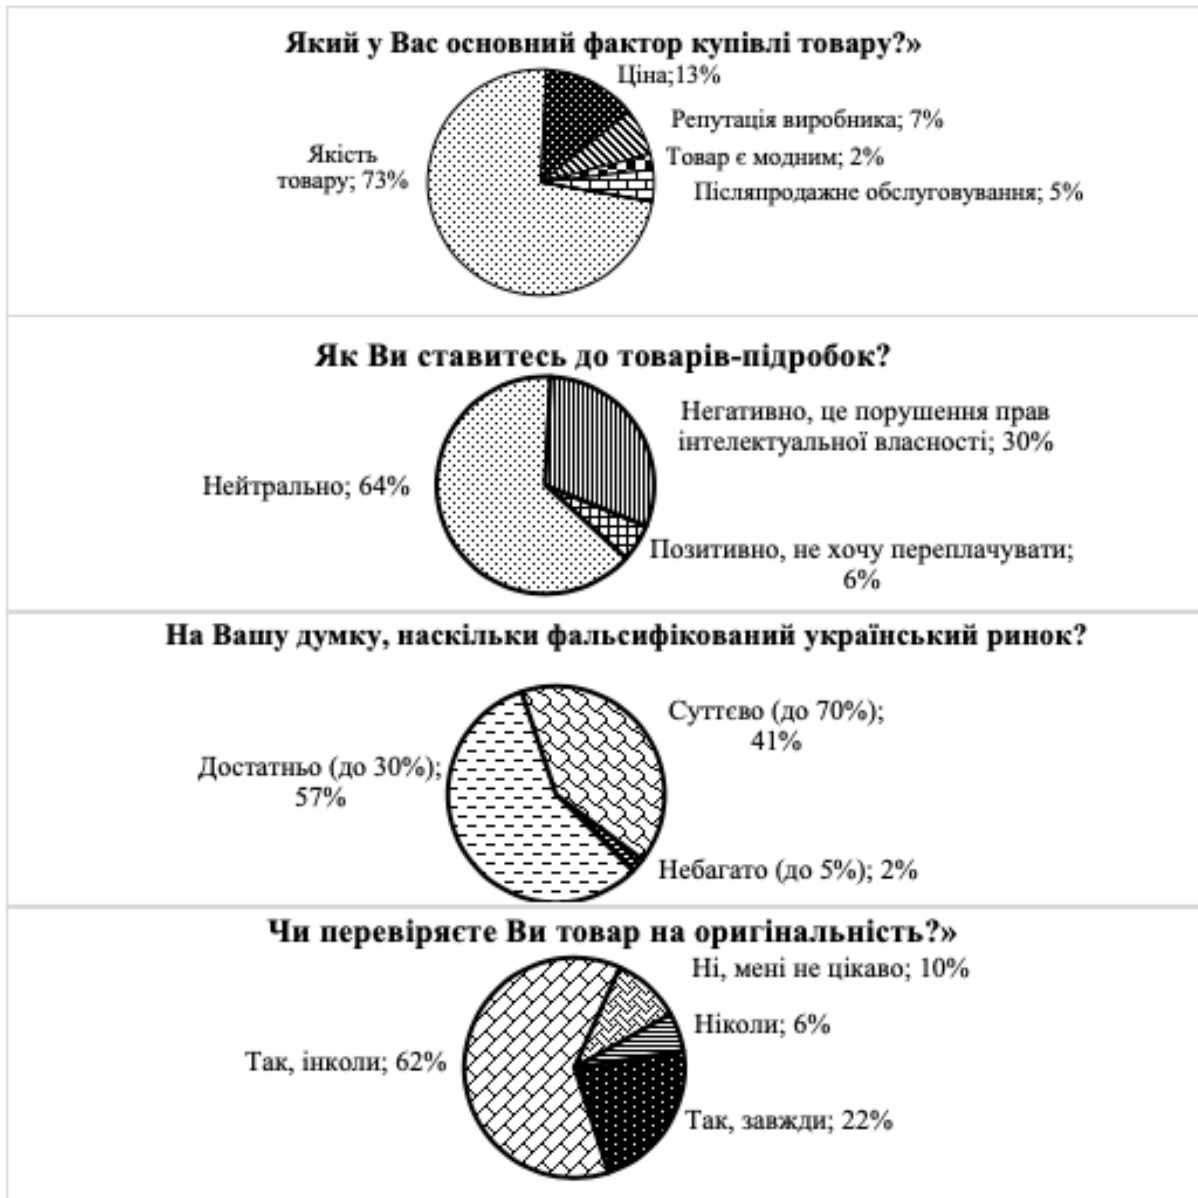 Який у Вас основний фактор купівлі товару?»
Ціна;13%
Репутація виробника; 7%
Товар є модним; 2%
Післяпродажне обслуговування; 5%
Якість
товару; 73%
Як Ви ставитесь до товарів-підробок?
Негативно, це порушення прав
інтелектуальної власності; 30%
Нейтрально; 64%
Позитивно, не хочу переплачувати;
6%
На Вашу думку, наскільки фальсифікований український ринок?
Суттєво (до 70%);
41%
Достатньо (до 30%);
57%
Небагато (до 5%); 2%
Чи перевіряєте Ви товар на оригінальність?»
Ні, мені не цікаво; 10%
Ніколи; 6%
Так, інколи; 62%
Так, завжди; 22%